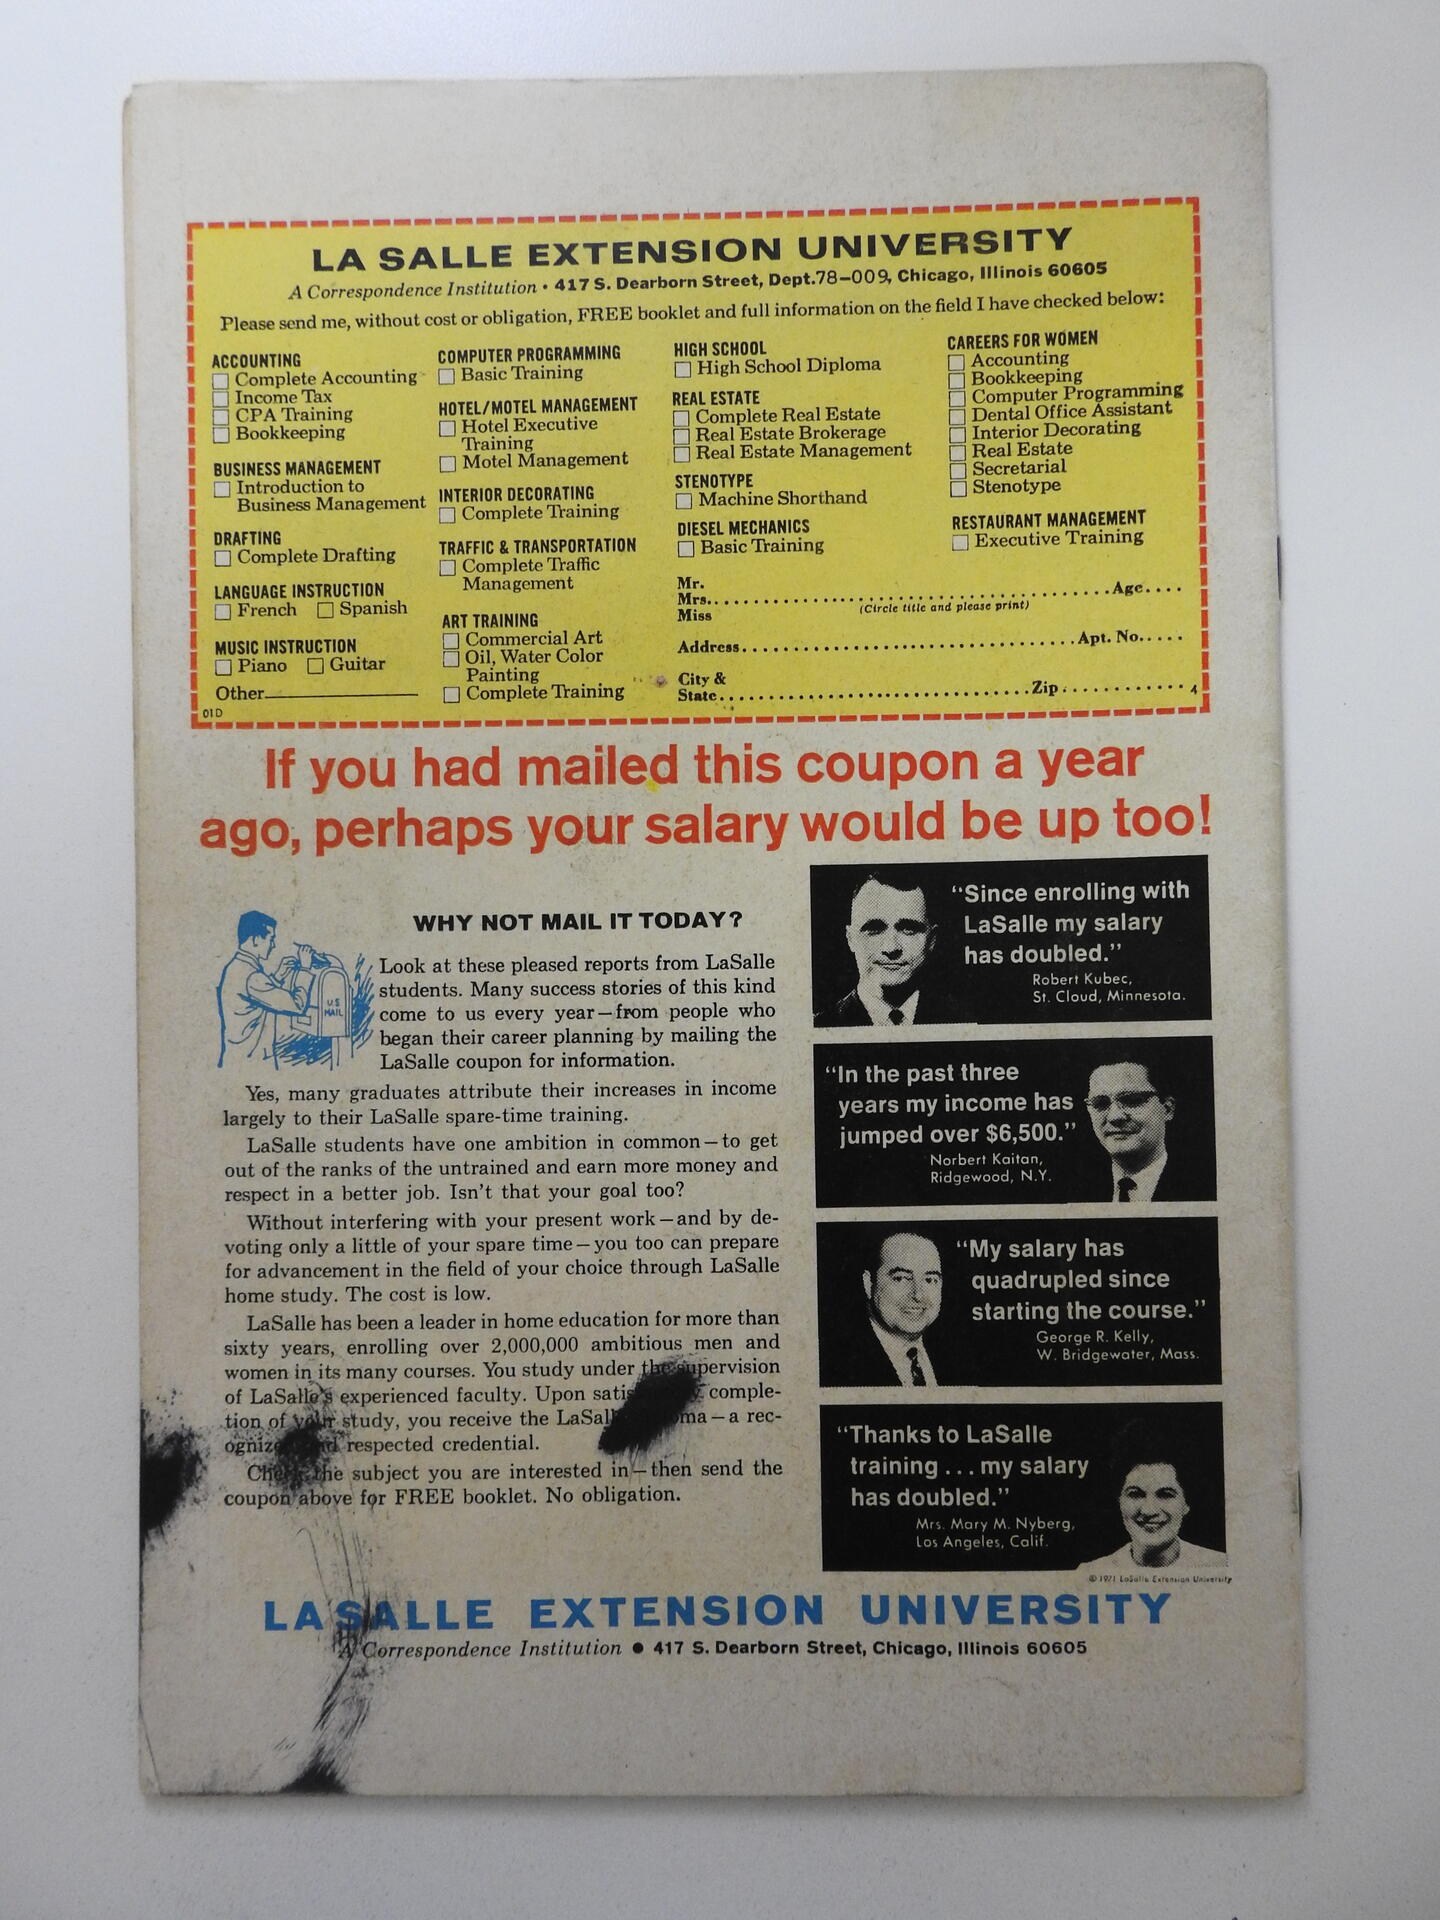 LA SALLE EXTENSION UNIVERSITY
A Correspondence Institution • 417 S. Dearborn Street, Dept. 78-009, Chicago, Illinois 60605
Please send me, without cost or obligation, FREE booklet and full information on the field I have checked below:
ACCOUNTING
Complete Accounting
Income Tax
CPA Training
Bookkeeping
BUSINESS MANAGEMENT
Introduction to
Business Management
DRAFTING
Complete Drafting
LANGUAGE INSTRUCTION
French Spanish
MUSIC INSTRUCTION
Piano Guitar
Other
01D
COMPUTER PROGRAMMING
Basic Training
HOTEL/MOTEL MANAGEMENT
Hotel Executive
Training
Motel Management
INTERIOR DECORATING
Complete Training
TRAFFIC & TRANSPORTATION
Complete Traffic
Management
ART TRAINING
Commercial Art
Oil, Water Color
Painting
Complete Training
HIGH SCHOOL
High School Diploma
REAL ESTATE
Complete Real Estate
Real Estate Brokerage
Real Estate Management
STENOTYPE
Machine Shorthand
DIESEL MECHANICS
Basic Training
CAREERS FOR WOMEN
Accounting
Bookkeeping
Computer Programming
Dental Office Assistant
Interior Decorating
Real Estate
Secretarial
Stenotype
RESTAURANT MANAGEMENT
Executive Training
Mr.
Mrs. Age
(Circle title and please print)
Miss
Address Apt. No.
City &
State Zip 4
If you had mailed this coupon a year
ago, perhaps your salary would be up too!
WHY NOT MAIL IT TODAY?
U.S.
MAIL
Look at these pleased reports from LaSalle
students. Many success stories of this kind
come to us every year—from people who
began their career planning by mailing the
LaSalle coupon for information.
Yes, many graduates attribute their increases in income
largely to their LaSalle spare-time training.
LaSalle students have one ambition in common—to get
out of the ranks of the untrained and earn more money and
respect in a better job. Isn't that your goal too?
Without interfering with your present work—and by de-
voting only a little of your spare time—you too can prepare
for advancement in the field of your choice through LaSalle
home study. The cost is low.
LaSalle has been a leader in home education for more than
sixty years, enrolling over 2,000,000 ambitious men and
women in its many courses. You study under the supervision
of LaSalle's experienced faculty. Upon comple-
tion of your study, you receive the —a rec-
respected credential.
Check the subject you are interested in—then send the
coupon above for FREE booklet. No obligation.
"Since enrolling with
LaSalle my salary
has doubled."
Robert Kubec,
St. Cloud, Minnesota.
"In the past three
years my income has
jumped over $6,500."
Norbert Kaitan,
Ridgewood, N.Y.
"My salary has
quadrupled since
starting the course."
George R. Kelly,
W. Bridgewater, Mass.
"Thanks to LaSalle
training . . . my salary
has doubled."
Mrs. Mary M. Nyberg,
Los Angeles, Calif.
© 1971 LaSalle Extension University
LASALLE EXTENSION UNIVERSITY
A Correspondence Institution • 417 S. Dearborn Street, Chicago, Illinois 60605